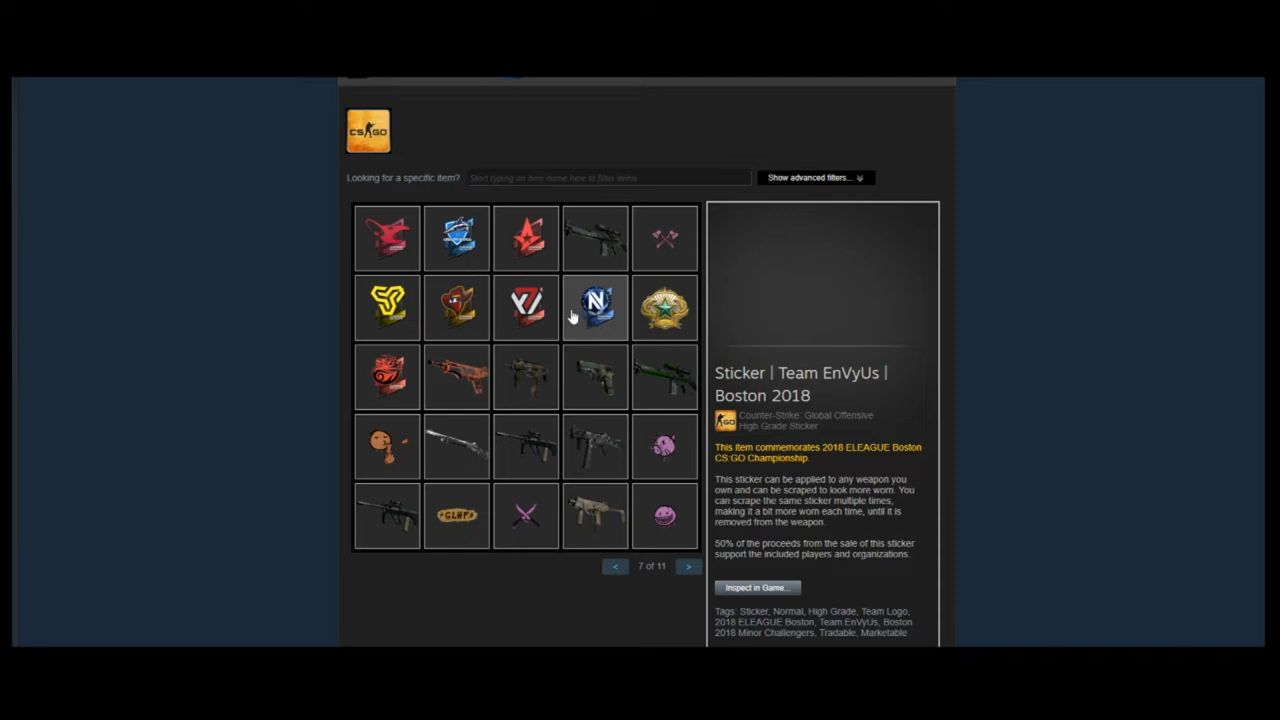 CS GO
Looking for a specific item?
Start typing an item name here to filter items
Show advanced filters...
N
GLHF
< 7 of 11 >
Sticker | Team EnVyUs |
Boston 2018
GO
Counter-Strike: Global Offensive
High Grade Sticker
This item commemorates 2018 ELEAGUE Boston
CS:GO Championship.
This sticker can be applied to any weapon you
own and can be scraped to look more worn. You
can scrape the same sticker multiple times,
making it a bit more worn each time, until it is
removed from the weapon.
50% of the proceeds from the sale of this sticker
support the included players and organizations.
Inspect in Game...
Tags: Sticker, Normal, High Grade, Team Logo,
2018 ELEAGUE Boston, Team EnVyUs, Boston
2018 Minor Challengers, Tradable, Marketable